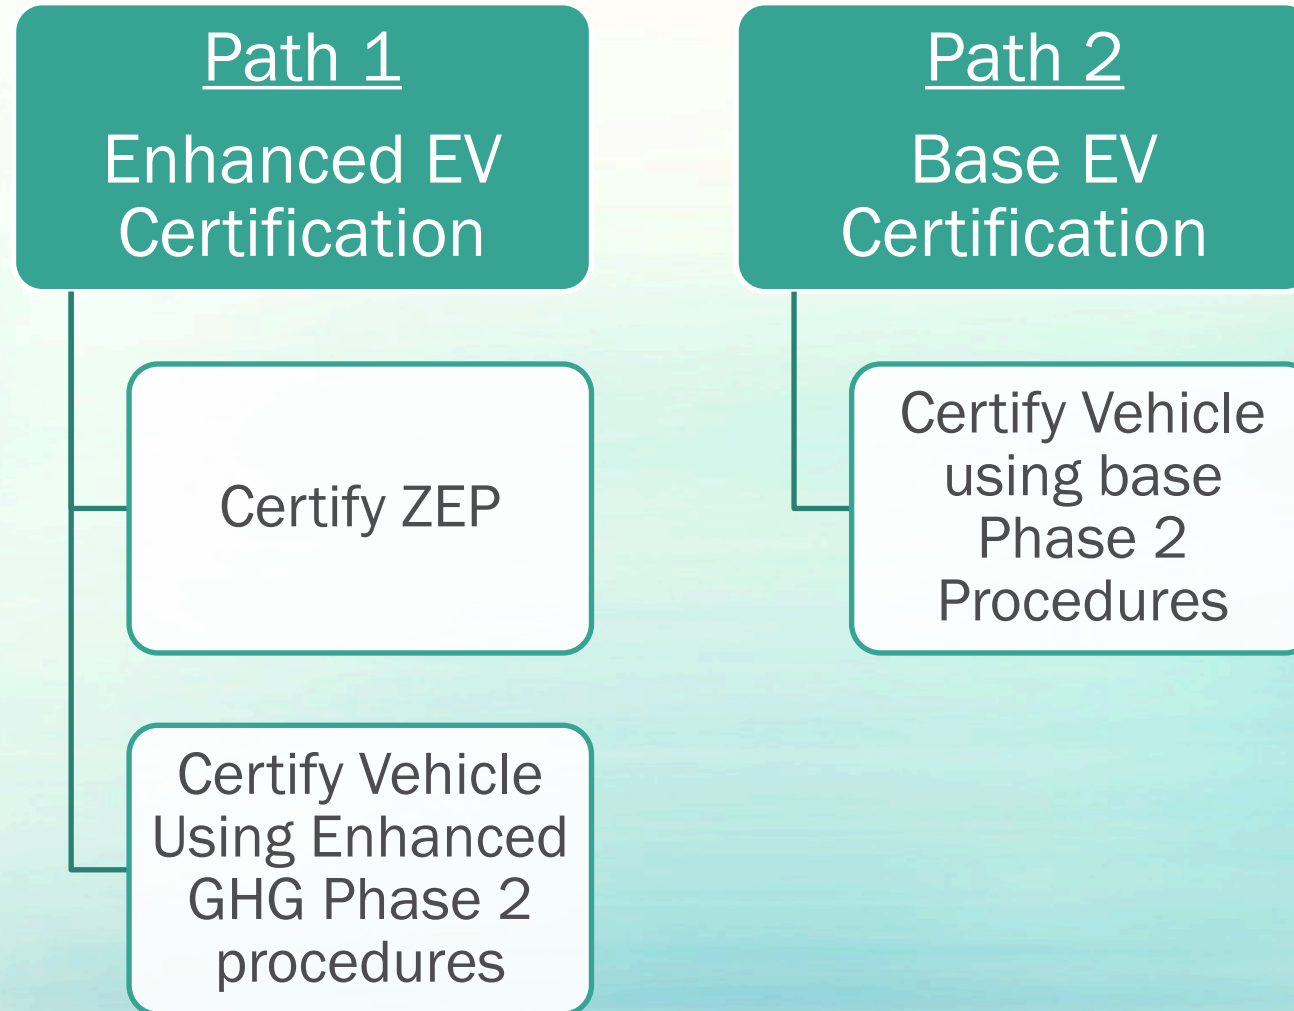 Path 1
Enhanced EV
Certification
Certify ZEP
Certify Vehicle
Using Enhanced
GHG Phase 2
procedures
Path 2
Base EV
Certification
Certify Vehicle
using base
Phase 2
Procedures